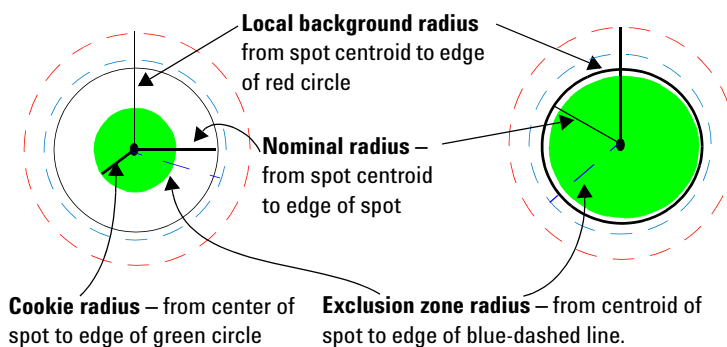 Local background radius
from spot centroid to edge
of red circle
Nominal radius –
from spot centroid
to edge of spot
Cookie radius – from center of
spot to edge of green circle
Exclusion zone radius – from centroid of
spot to edge of blue-dashed line.